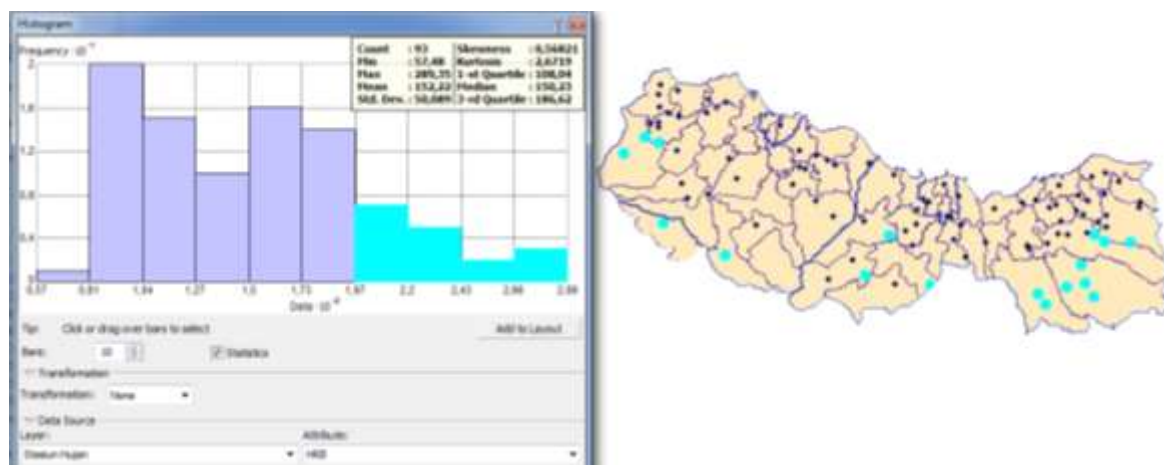 Histogram
Frequency · 10
Count : 93 Skewness : 0,56821
Min : 57,48 Kurtosis : 2,6719
Max : 289,35 1-st Quartile : 108,04
Mean : 152,22 Median : 150,23
Std. Dev. : 50,089 3-rd Quartile : 186,62
2
1,6
1,2
0,8
0,4
0
0,57 0,81 1,04 1,27 1,5 1,73 1,97 2,2 2,43 2,66 2,89
Data · 10
Tip: Click or drag over bars to select Add to Layout
Bars: 10 Statistics
Transformation
Transformation: None
Data Source
Layer: Attribute:
Stasiun Hujan